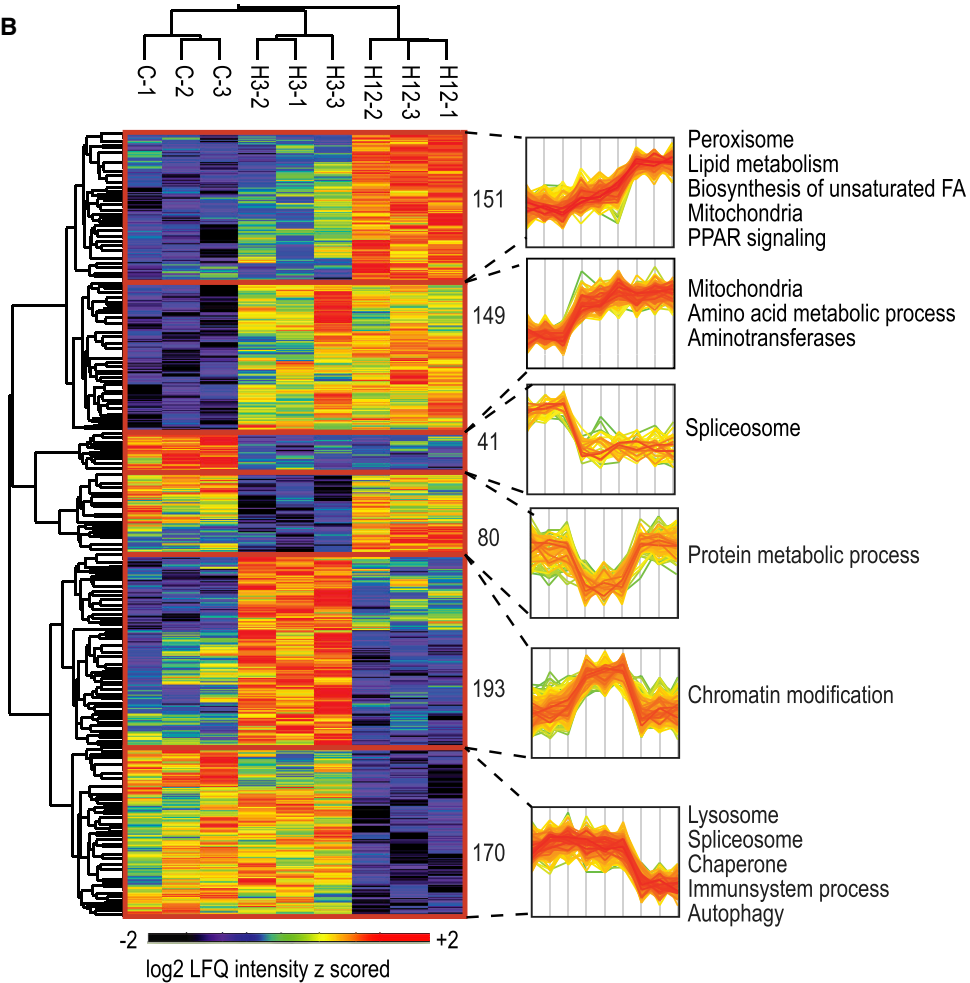 B
C-1
C-2
C-3
H3-2
H3-1
H3-3
H12-2
H12-3
H12-1
151
Peroxisome
Lipid metabolism
Biosynthesis of unsaturated FA
Mitochondria
PPAR signaling
149
Mitochondria
Amino acid metabolic process
Aminotransferases
41
Spliceosome
80
Protein metabolic process
193
Chromatin modification
170
Lysosome
Spliceosome
Chaperone
Immunsystem process
Autophagy
-2
+2
log2 LFQ intensity z scored